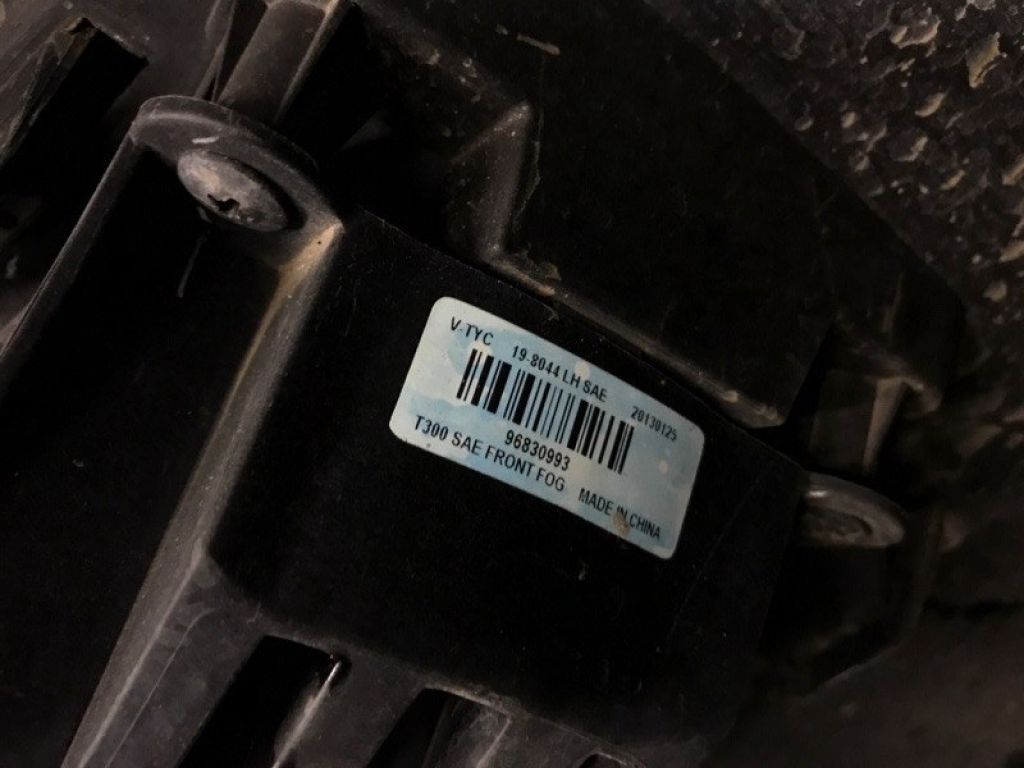 V-TYC 19-8044 LH SAE 20130125
96830993
T300 SAE FRONT FOG MADE IN CHINA